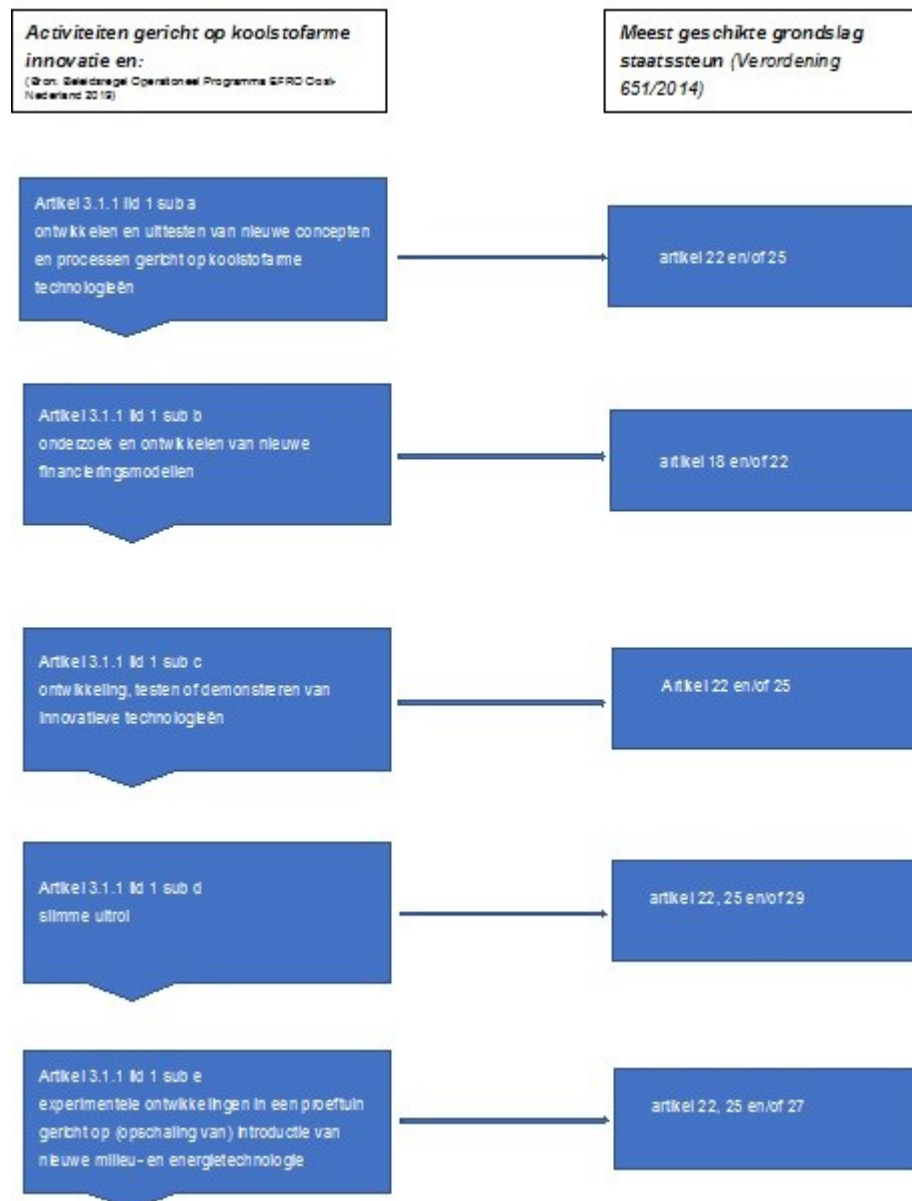 Activiteiten gericht op koolstofarme
innovatie en:
(Bron: Beleidsregel Operationeel Programma EFRO Oost-
Nederland 2019)
Meest geschikte grondslag
staatssteun (Verordening
651/2014)
Artikel 3.1.1 lid 1 sub a
ontwikkelen en uittesten van nieuwe concepten
en processen gericht op koolstofarme
technologieën
artikel 22 en/of 25
Artikel 3.1.1 lid 1 sub b
onderzoek en ontwikkelen van nieuwe
financieringsmodellen
artikel 18 en/of 22
Artikel 3.1.1 lid 1 sub c
ontwikkeling, testen of demonstreren van
innovatieve technologieën
Artikel 22 en/of 25
Artikel 3.1.1 lid 1 sub d
slimme uitrol
artikel 22, 25 en/of 29
Artikel 3.1.1 lid 1 sub e
experimentele ontwikkelingen in een proeftuin
gericht op (opschaling van) introductie van
nieuwe milieu- en energietechnologie
artikel 22, 25 en/of 27